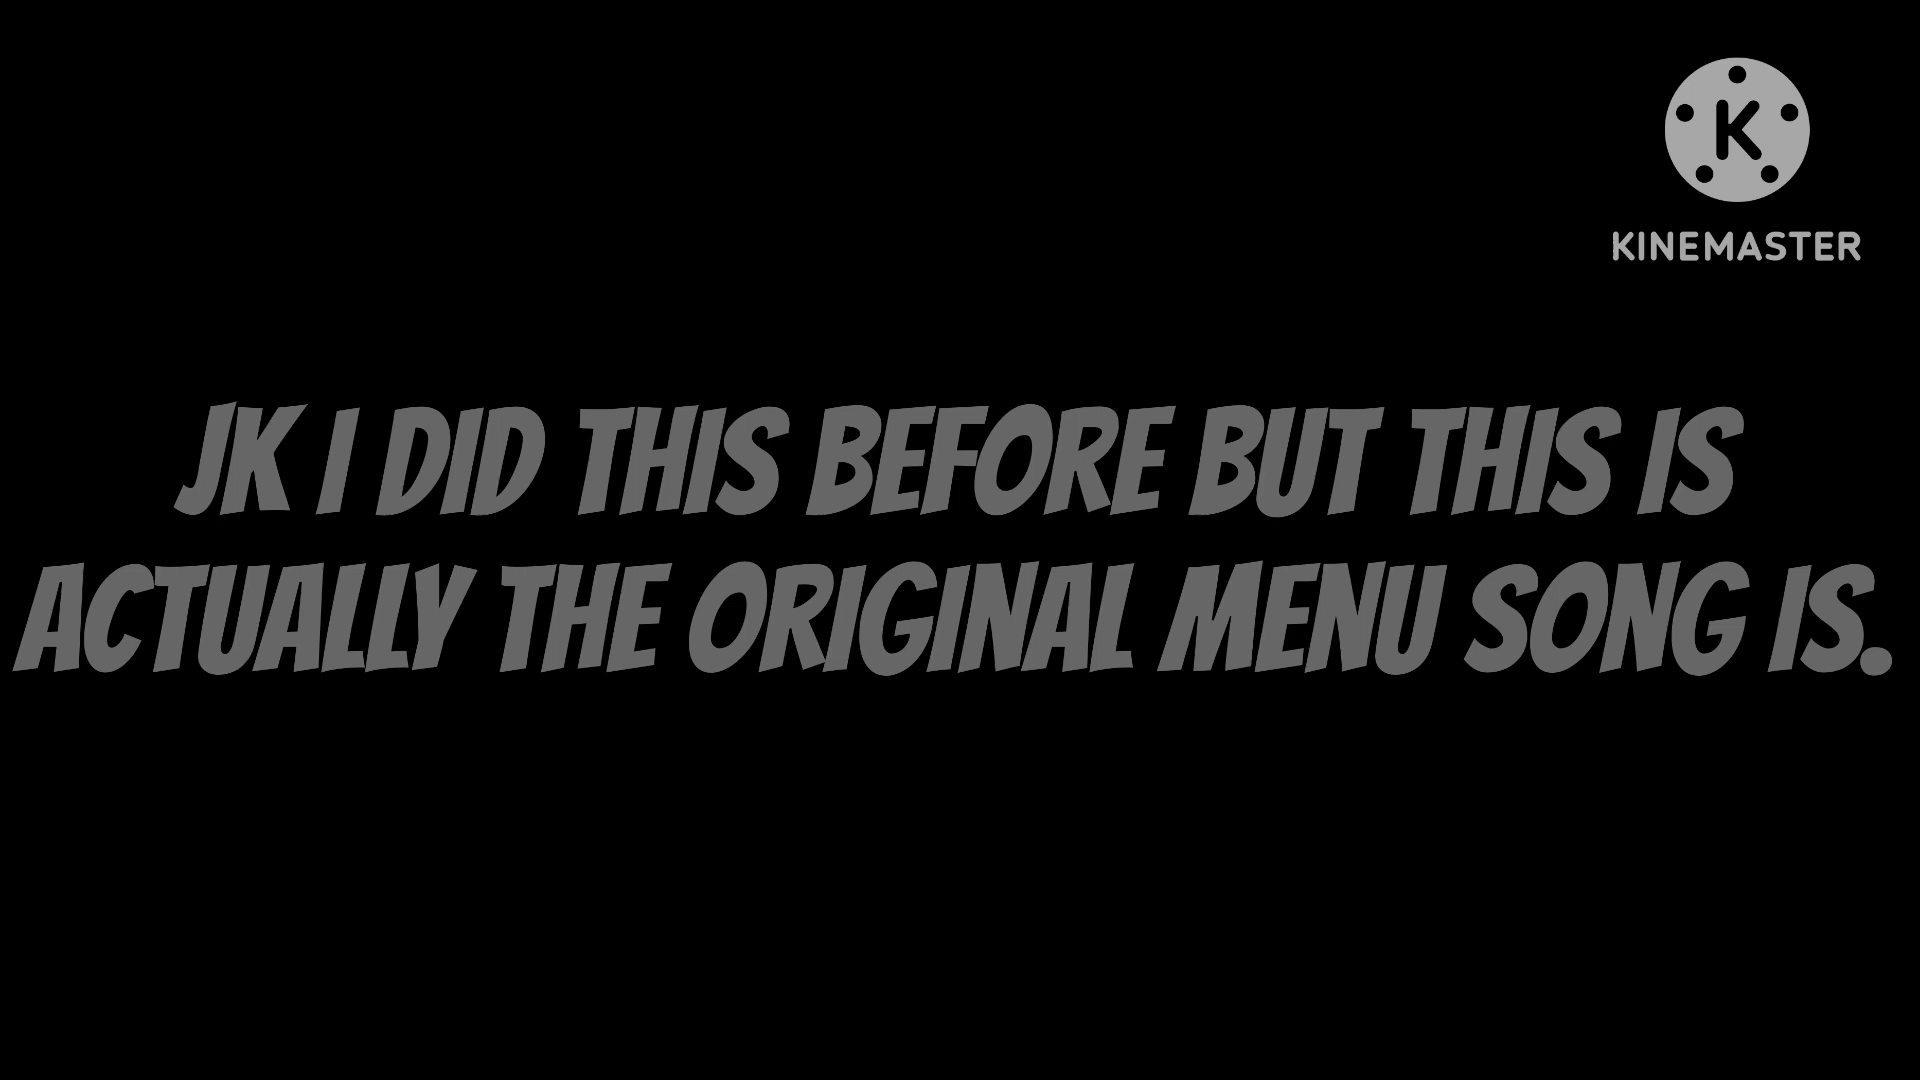 K
KINEMASTER
JK I DID THIS BEFORE BUT THIS IS
ACTUALLY THE ORIGINAL MENU SONG IS.